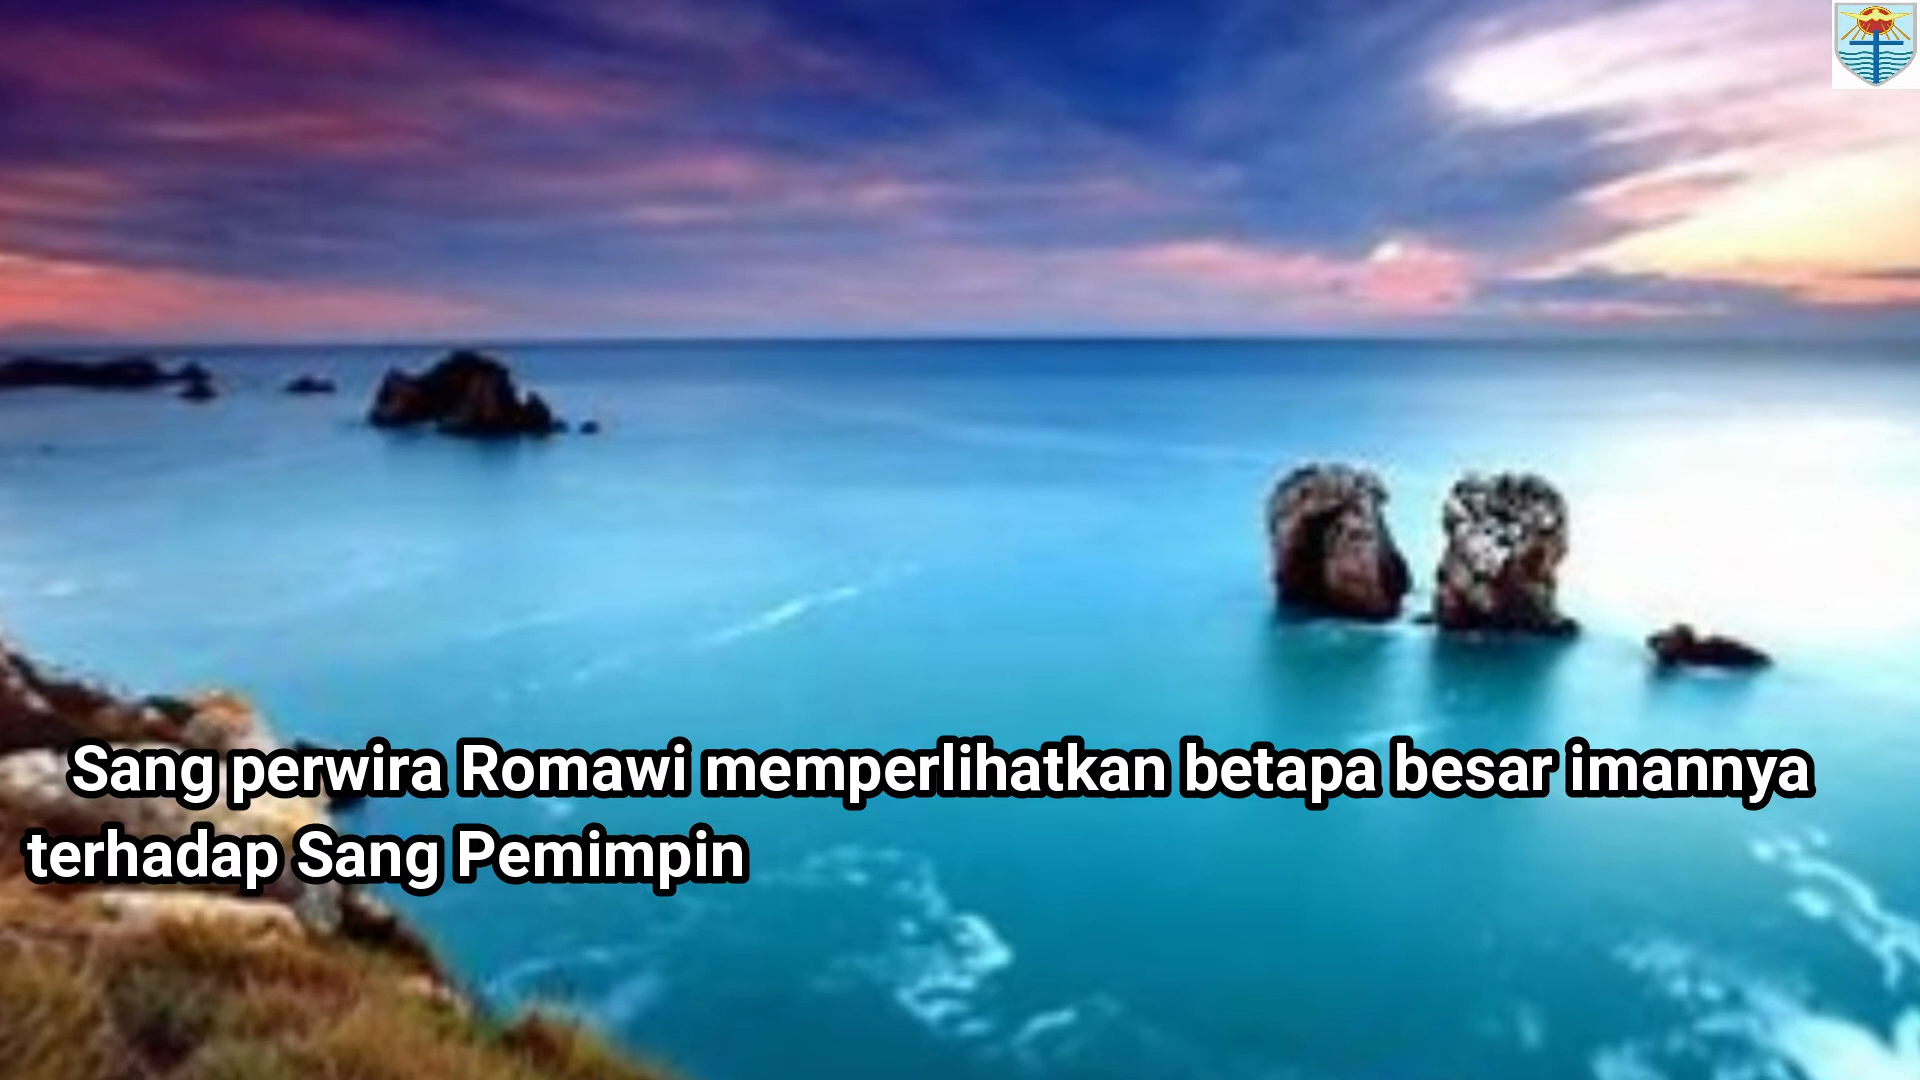 Sang perwira Romawi memperlihatkan betapa besar imannya
terhadap Sang Pemimpin